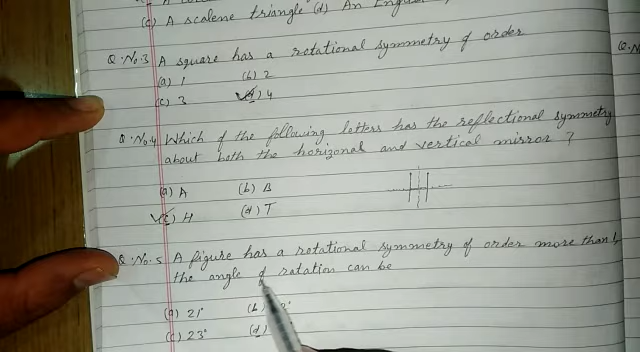 (c) A scalene triangle (d) An
Q.No.3 A square has a rotational symmetry of order
(a) 1 (b) 2
(c) 3 (d) 4
Q.No.4 Which of the following letters has the reflectional symmetry
about both the horizonal and vertical mirror ?
(a) A (b) B
(c) H (d) T
Q.No.5 A figure has a rotational symmetry of order more than 1,
the angle of rotation can be
(a) 21°
(c) 23° (d)
Q.N